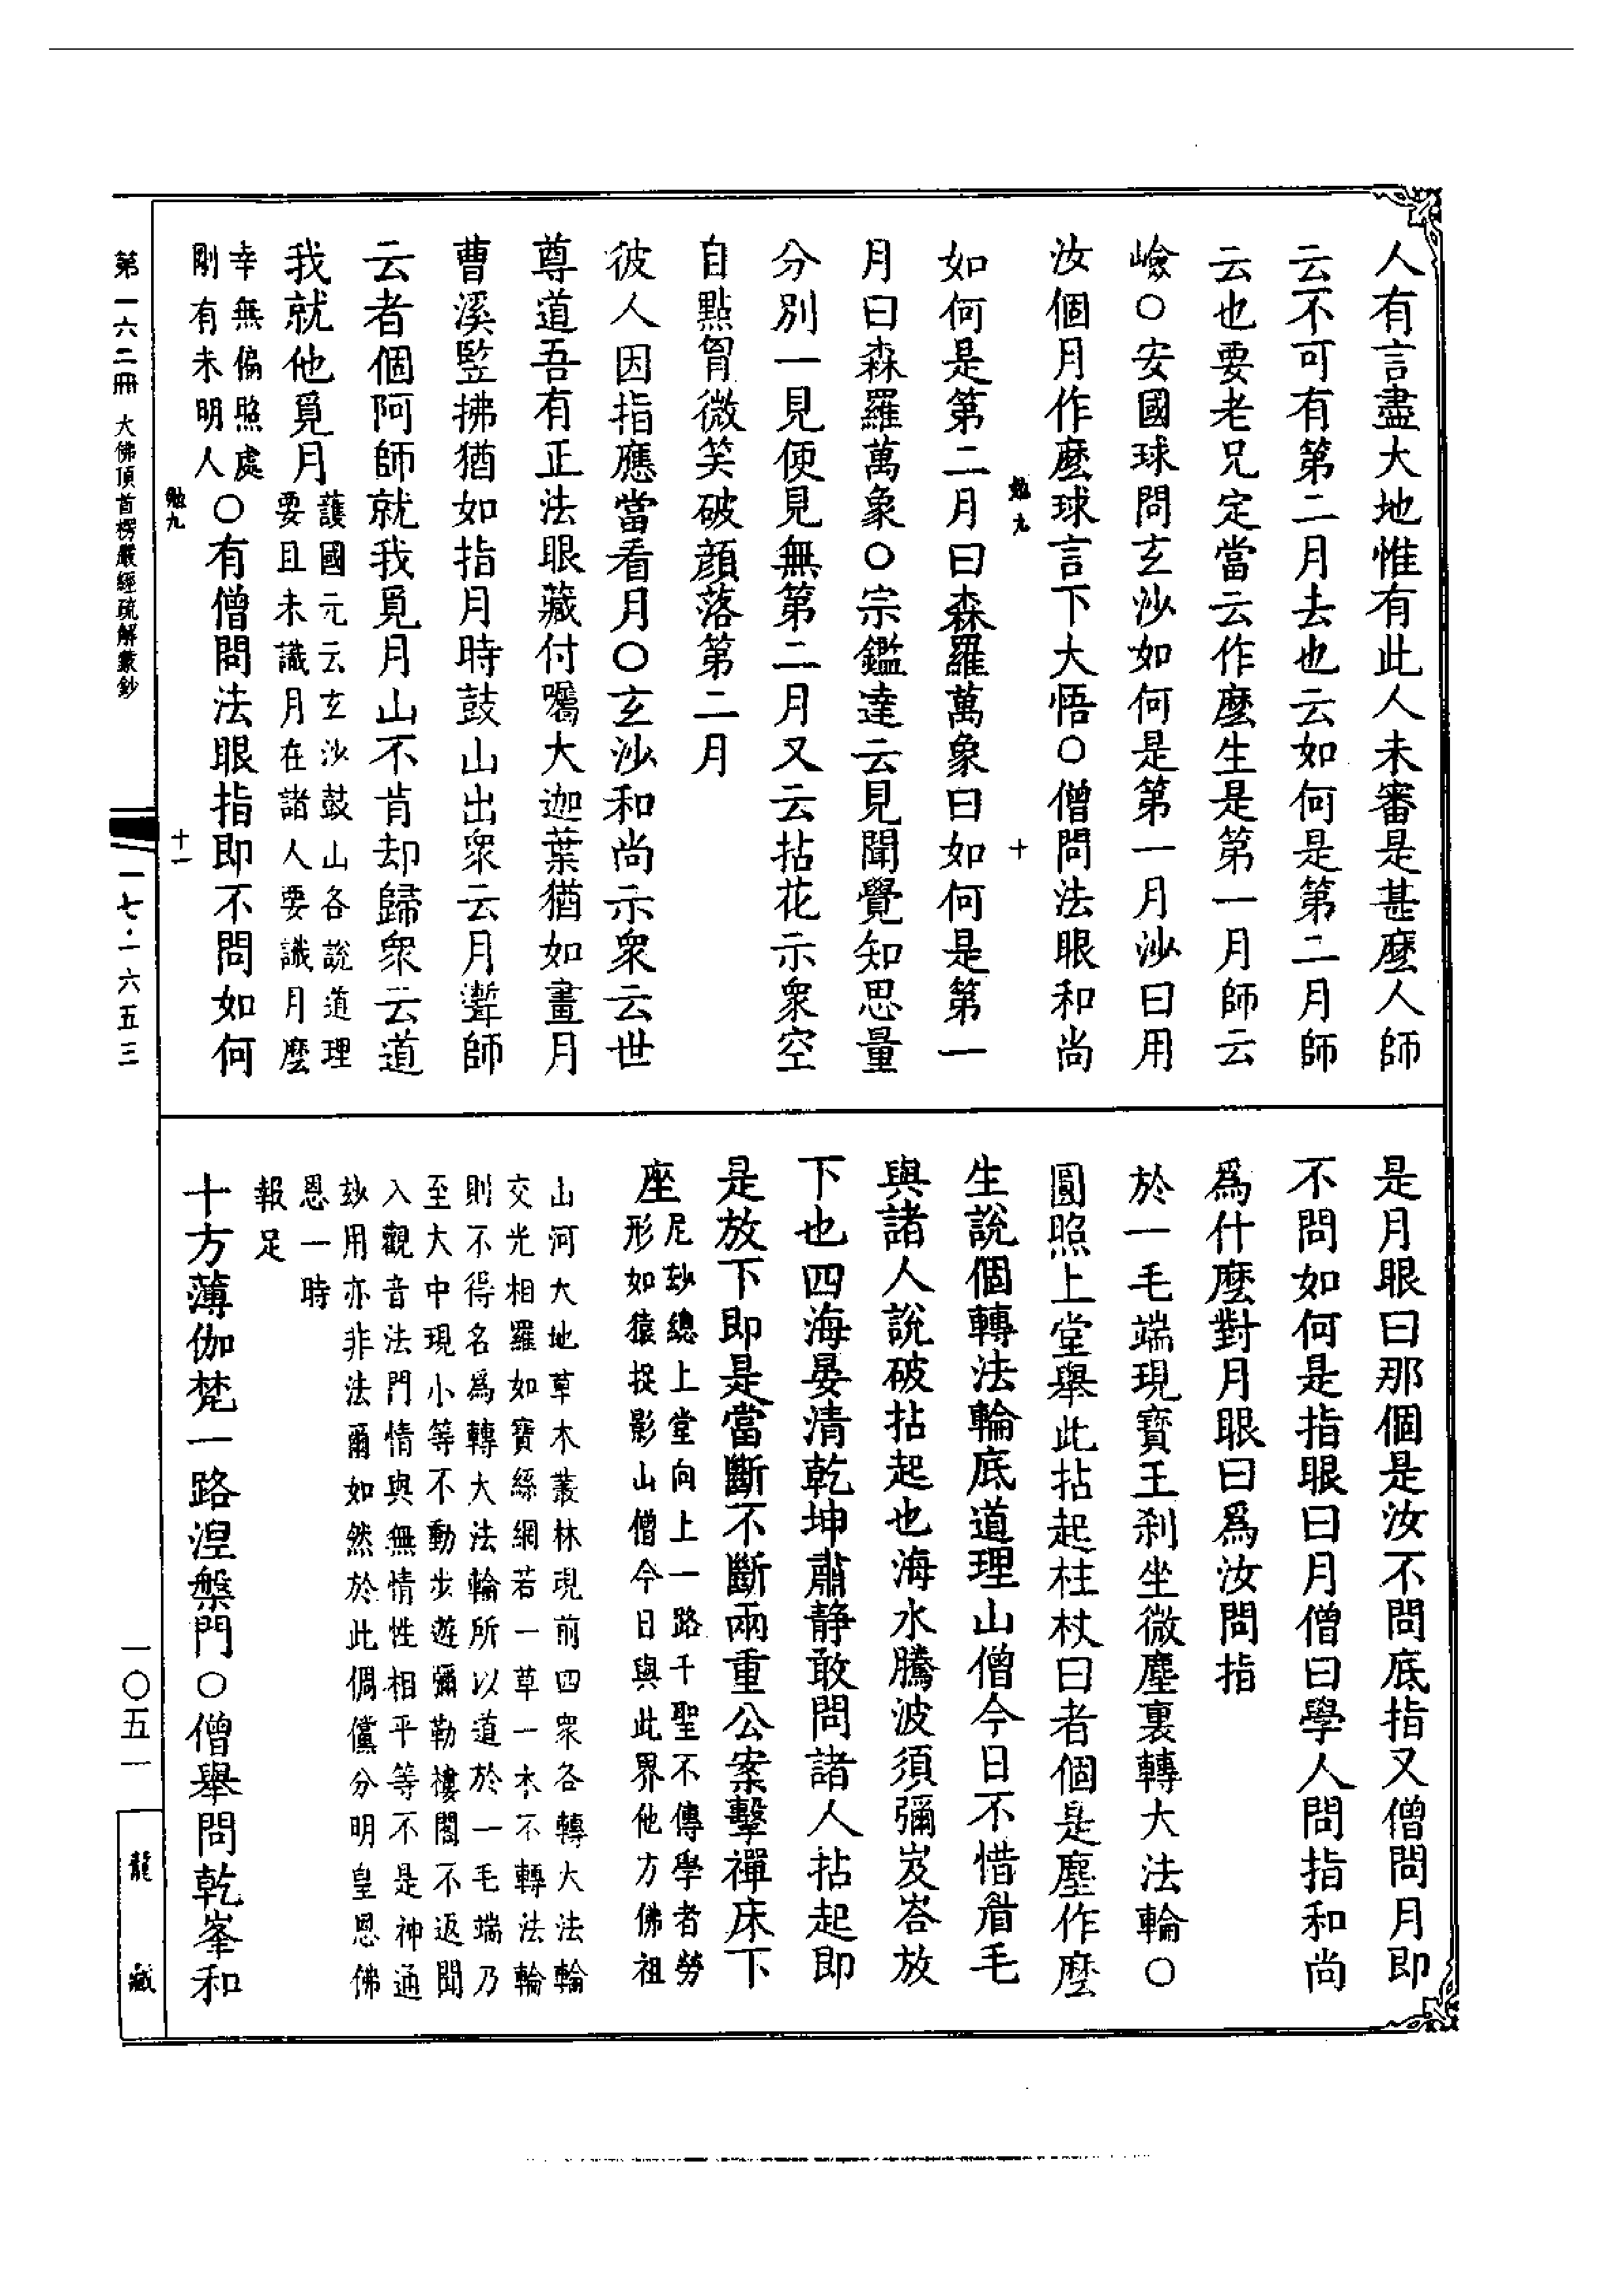 人有言盡大地惟有此人未審是甚麼人師
云不可有第二月去也云如何是第二月師
云也要老兄定當云作麼生是第一月師云
嶮○安國球問玄沙如何是第一月沙曰用
汝個月作麼球言下大悟○僧問法眼和尚
勉九 十
如何是第二月曰森羅萬象曰如何是第一
月曰森羅萬象○宗鑑達云見聞覺知思量
分別一見便見無第二月又云拈花示衆空
自點胷微笑破顔落第二月
彼人因指應當看月○玄沙和尚示衆云世
尊道吾有正法眼藏付囑大迦葉猶如畫月
曹溪竪拂猶如指月時鼓山出衆云月聻師
云者個阿師就我覓月山不肯却歸衆云道
我就他覓月護國元云玄沙鼓山各說道理
要且未識月在諸人要識月麼
幸無偏照處
剛有未明人○有僧問法眼指即不問如何
勉九 十一
是月眼曰那個是汝不問底指又僧問月即
不問如何是指眼曰月僧曰學人問指和尚
爲什麼對月眼曰爲汝問指
於一毛端現寶王刹坐微塵裏轉大法輪○
圓照上堂舉此拈起柱杖曰者個是塵作麼
生說個轉法輪底道理山僧今日不惜眉毛
與諸人說破拈起也海水騰波須彌岌峇放
下也四海晏清乾坤肅静敢問諸人拈起即
是放下即是當斷不斷兩重公案擊禪床下
座尼玅總上堂向上一路千聖不傳學者勞
形如猿捉影山僧今日與此界他方佛祖
山河大地草木叢林現前四衆各轉大法輪
交光相羅如寶絲網若一草一木不轉法輪
則不得名爲轉大法輪所以道於一毛端乃
至大中現小等不動步遊彌勒樓閣不返聞
入觀音法門情與無情性相平等不是神通
玅用亦非法爾如然於此倜儻分明皇恩佛
恩一時
報足
十方薄伽梵一路涅槃門○僧舉問乾峯和
第一六二冊 大佛頂首楞嚴經疏解蒙鈔
一七·一六五三
一〇五一
龍藏